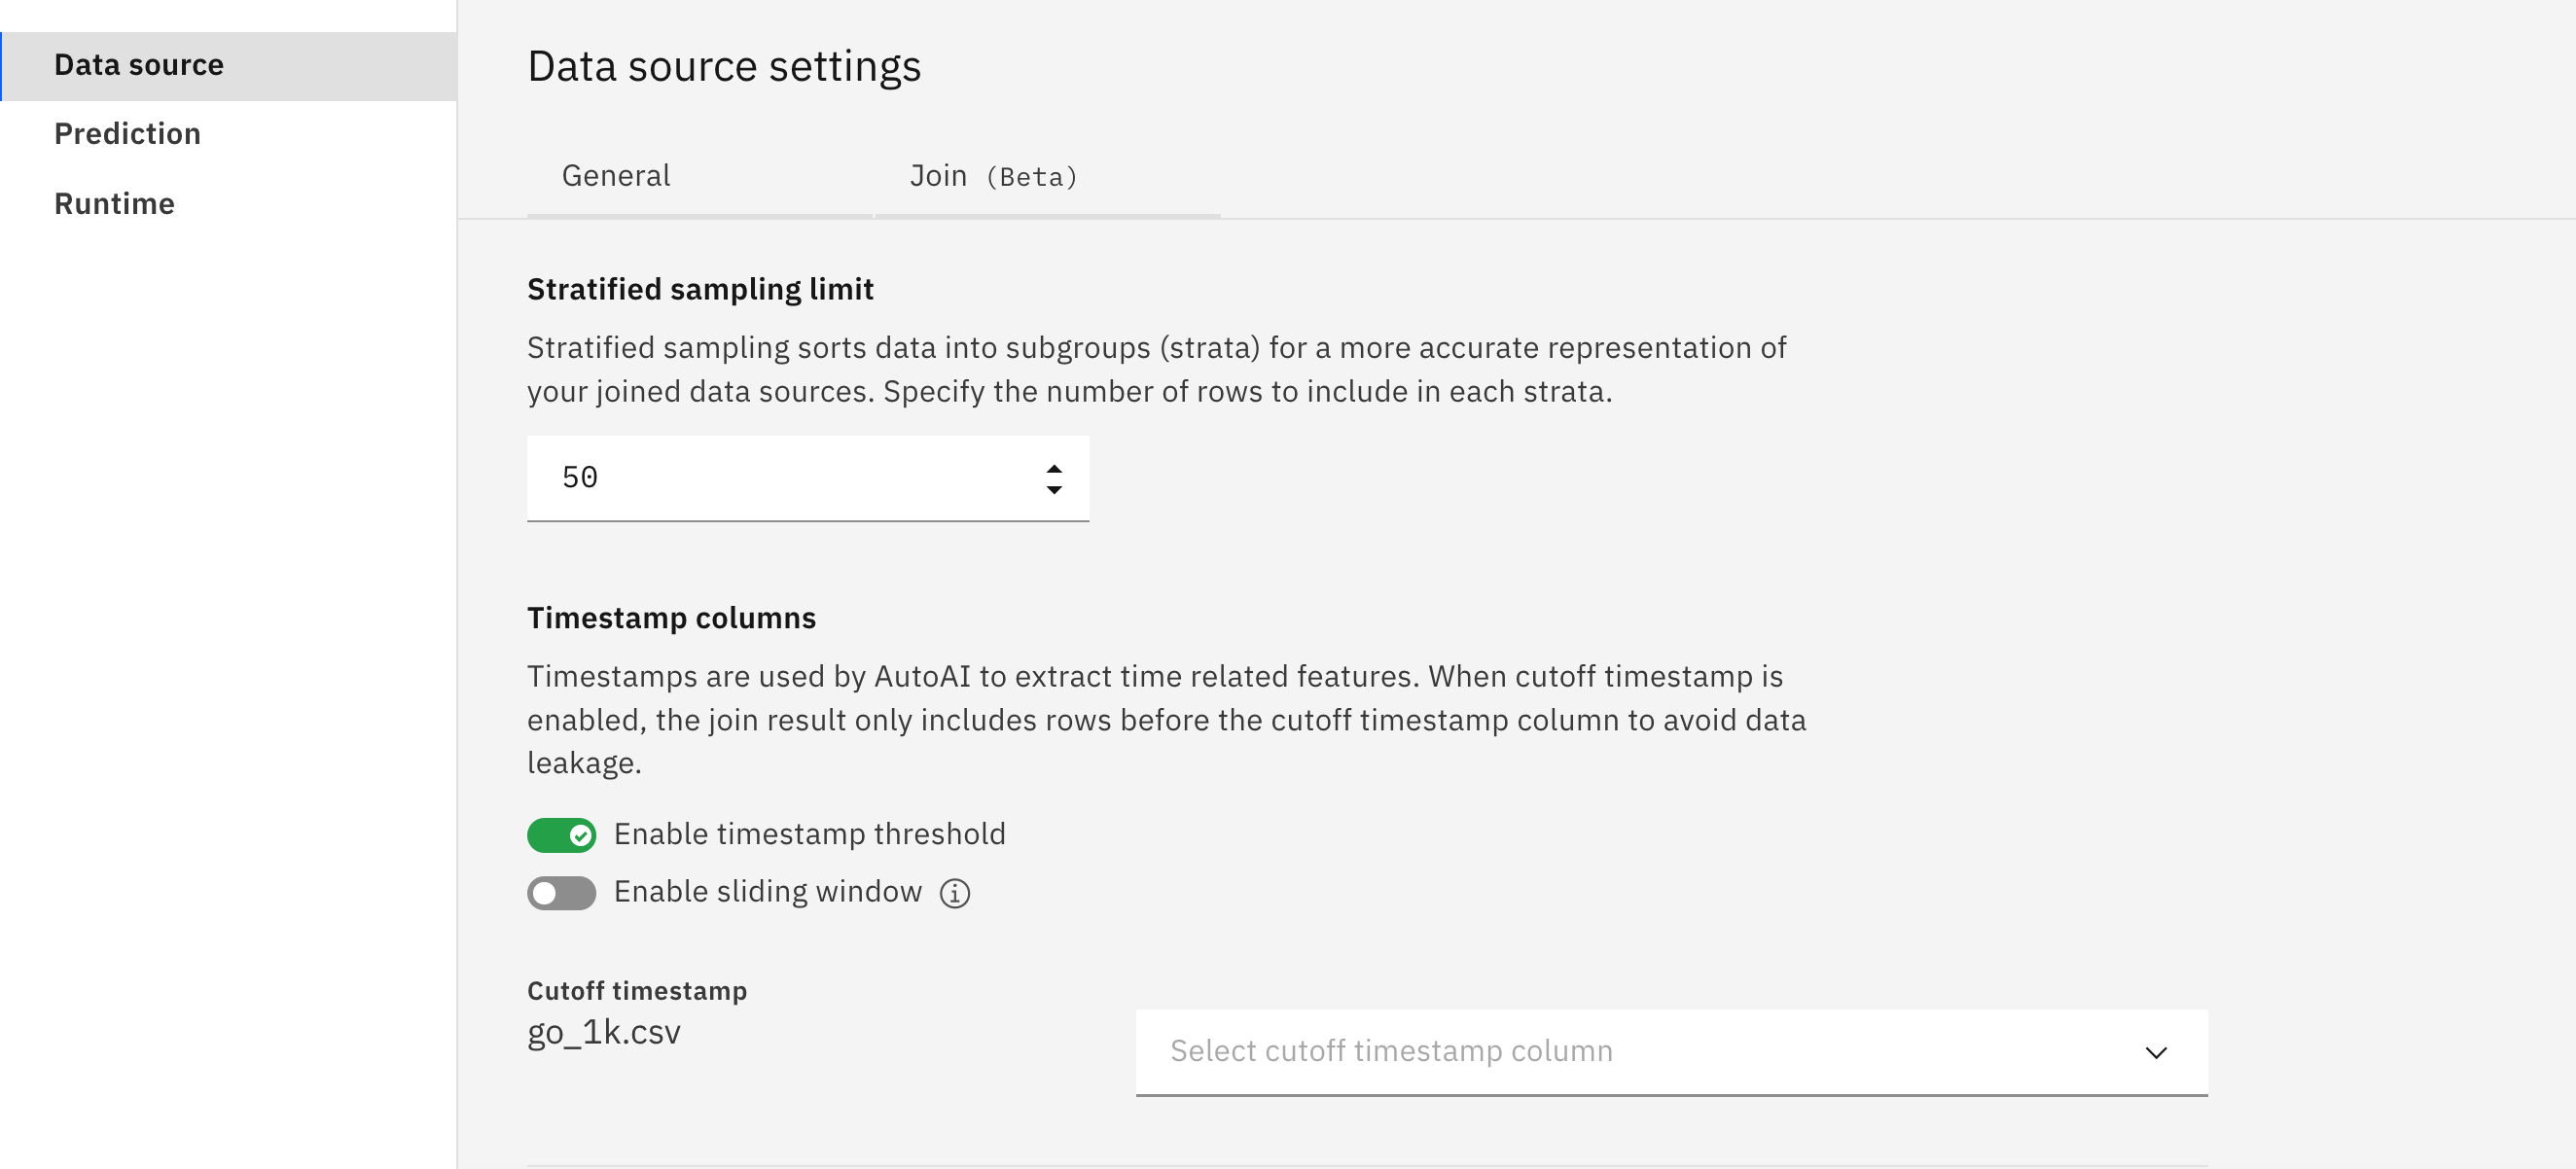 Data source
Prediction
Runtime
Data source settings
General
Join (Beta)
Stratified sampling limit
Stratified sampling sorts data into subgroups (strata) for a more accurate representation of
your joined data sources. Specify the number of rows to include in each strata.
50
Timestamp columns
Timestamps are used by AutoAI to extract time related features. When cutoff timestamp is
enabled, the join result only includes rows before the cutoff timestamp column to avoid data
leakage.
Enable timestamp threshold
Enable sliding window
Cutoff timestamp
go_1k.csv
Select cutoff timestamp column